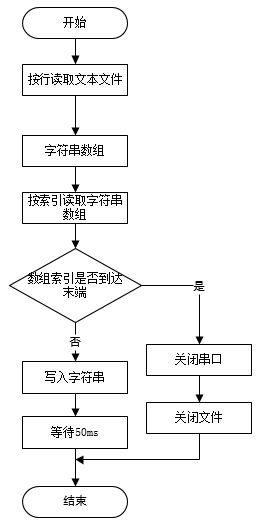 开始
按行读取文本文件
字符串数组
按索引读取字符串
数组
数组索引是否到达
末端
是
否
关闭串口
写入字符串
关闭文件
等待50ms
结束